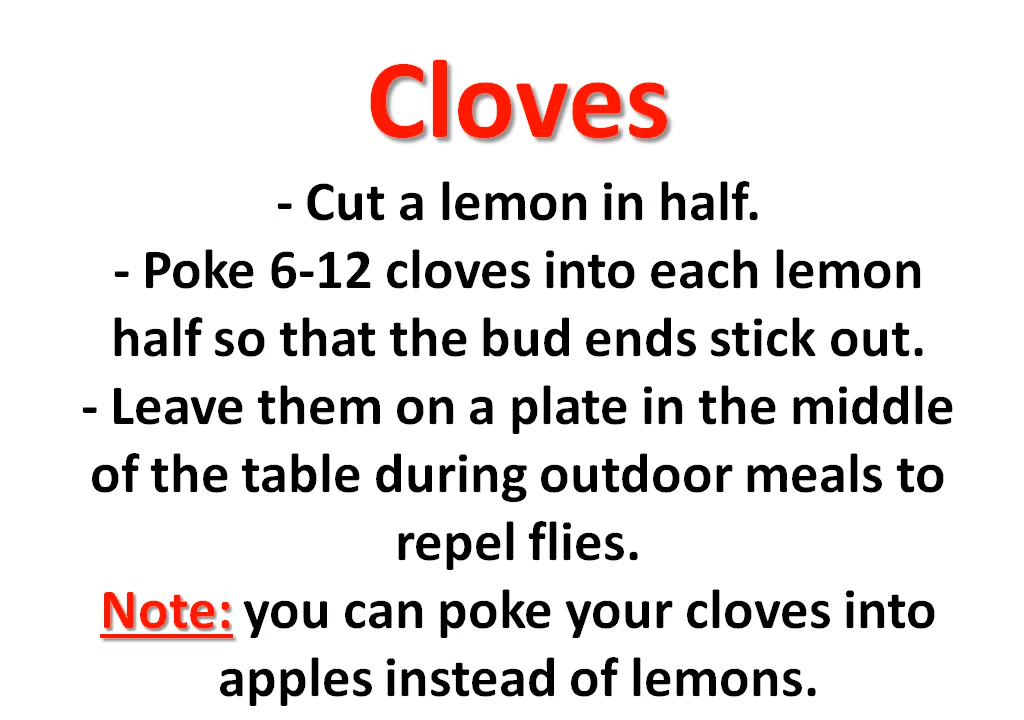 Cloves
- Cut a lemon in half.
- Poke 6-12 cloves into each lemon
half so that the bud ends stick out.
- Leave them on a plate in the middle
of the table during outdoor meals to
repel flies.
Note: you can poke your cloves into
apples instead of lemons.